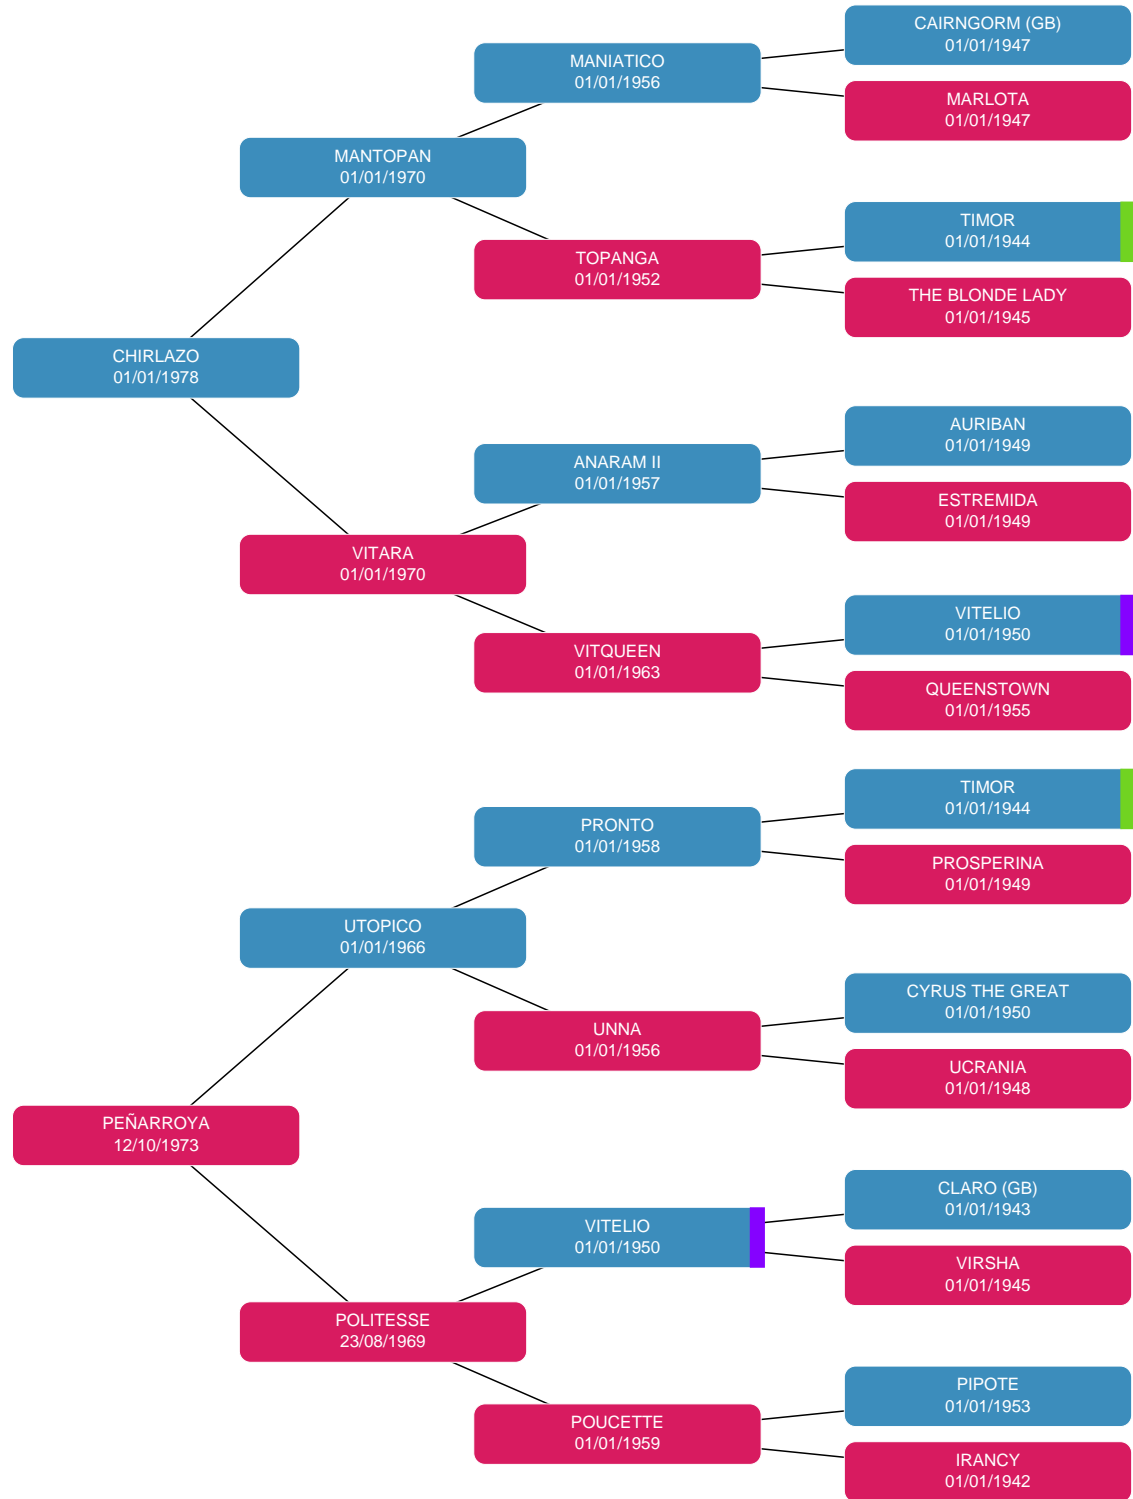 CAIRNGORM (GB)
01/01/1947
MANIATICO
01/01/1956
MARLOTA
01/01/1947
MANTOPAN
01/01/1970
TIMOR
01/01/1944
TOPANGA
01/01/1952
THE BLONDE LADY
01/01/1945
CHIRLAZO
01/01/1978
AURIBAN
01/01/1949
ANARAM II
01/01/1957
ESTREMIDA
01/01/1949
VITARA
01/01/1970
VITELIO
01/01/1950
VITQUEEN
01/01/1963
QUEENSTOWN
01/01/1955
TIMOR
01/01/1944
PRONTO
01/01/1958
PROSPERINA
01/01/1949
UTOPICO
01/01/1966
CYRUS THE GREAT
01/01/1950
UNNA
01/01/1956
UCRANIA
01/01/1948
PEÑARROYA
12/10/1973
CLARO (GB)
01/01/1943
VITELIO
01/01/1950
VIRSHA
01/01/1945
POLITESSE
23/08/1969
PIPOTE
01/01/1953
POUCETTE
01/01/1959
IRANCY
01/01/1942